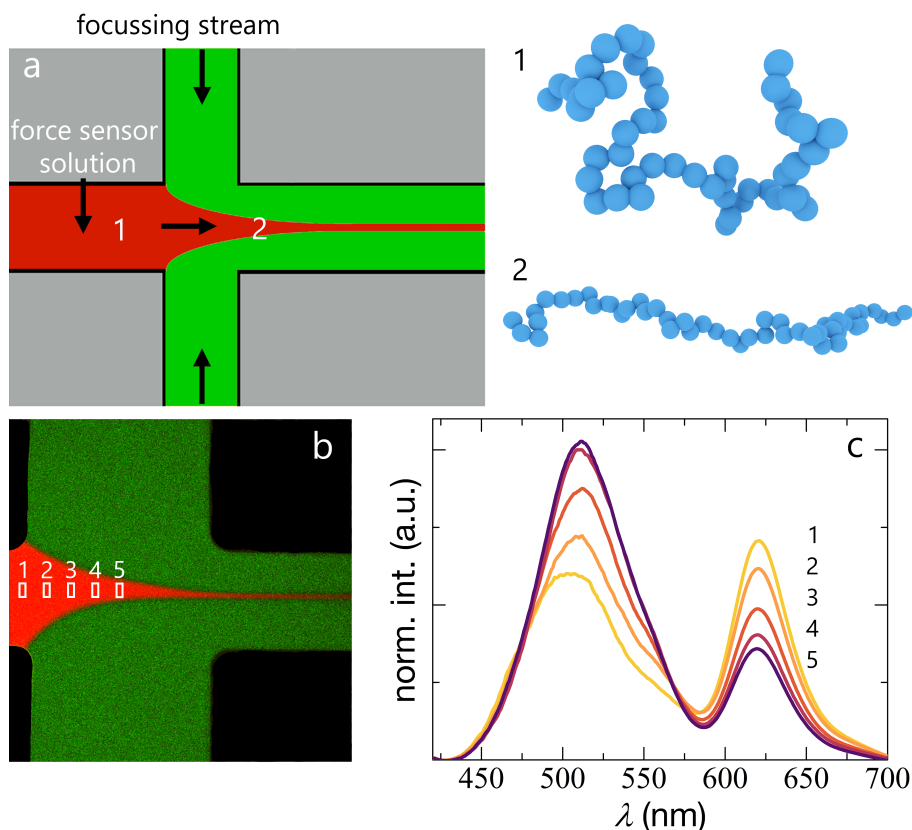 focussing stream
a
force sensor
solution
1
2
1
2
b
1 2 3 4 5
c
norm. int. (a.u.)
1
2
3
4
5
450 500 550 600 650 700
λ (nm)